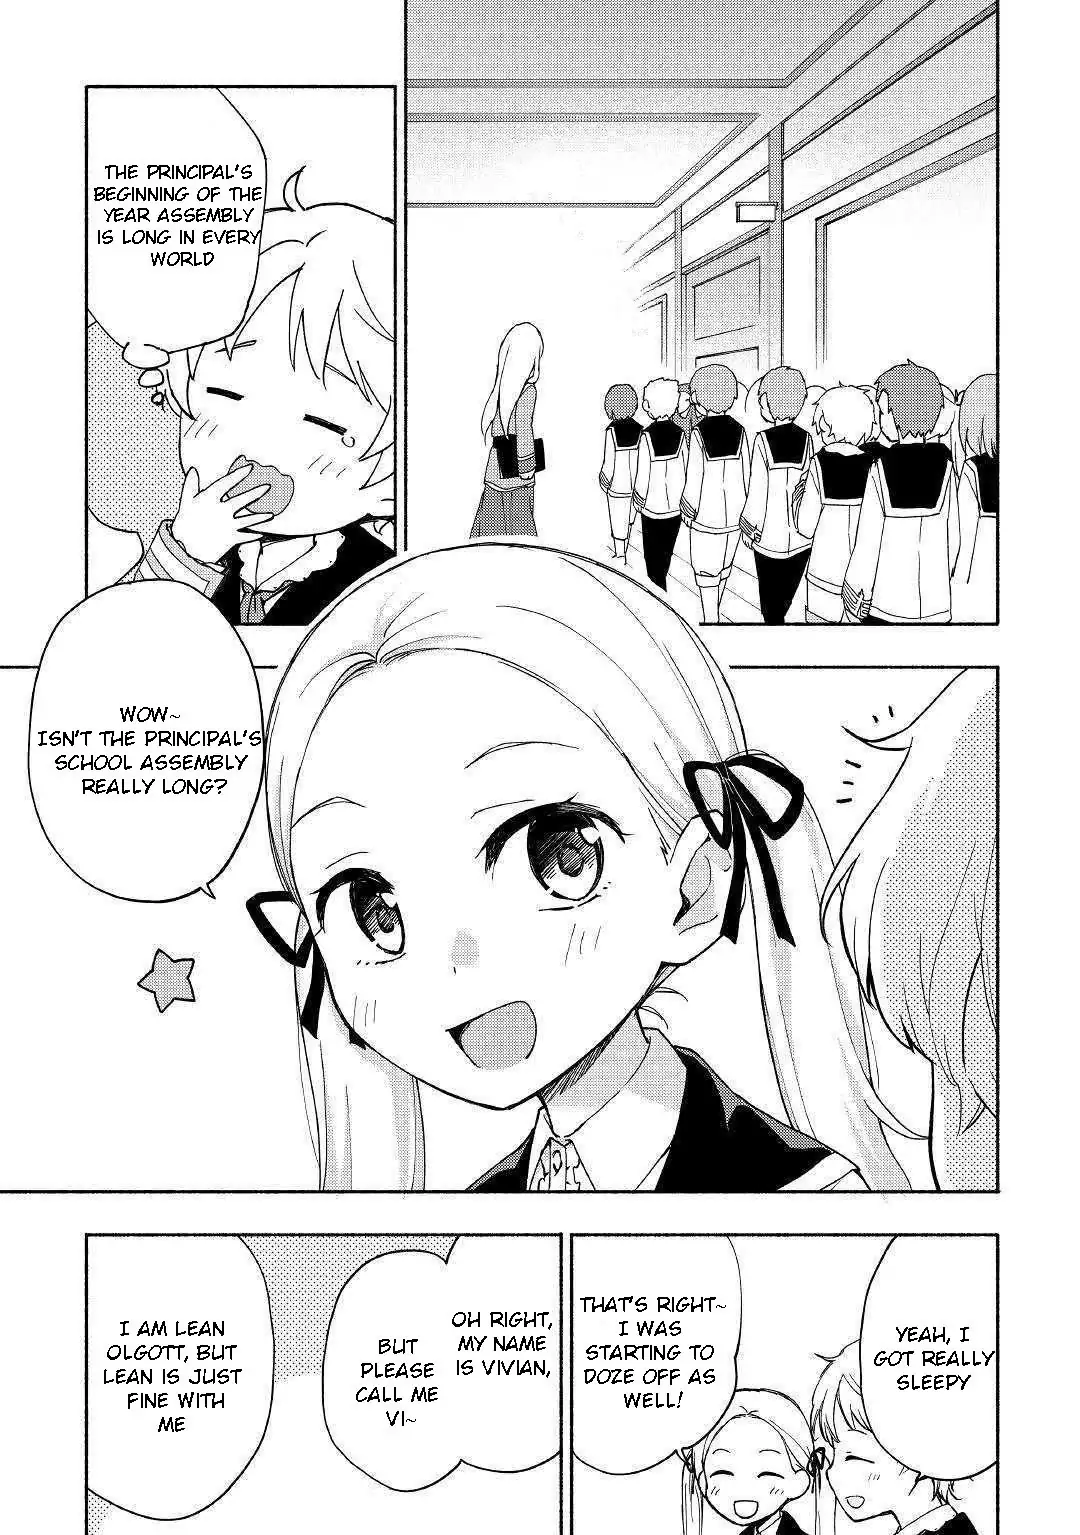 THE PRINCIPAL'S
BEGINNING OF THE
YEAR ASSEMBLY
IS LONG IN EVERY
WORLD
WOW~
ISN'T THE PRINCIPAL'S
SCHOOL ASSEMBLY
REALLY LONG?
YEAH, I
GOT REALLY
SLEEPY
THAT'S RIGHT~
I WAS
STARTING TO
DOZE OFF AS
WELL!
OH RIGHT,
MY NAME
IS VIVIAN,
BUT
PLEASE
CALL ME
VI~
I AM LEAN
OLGOTT, BUT
LEAN IS JUST
FINE WITH
ME